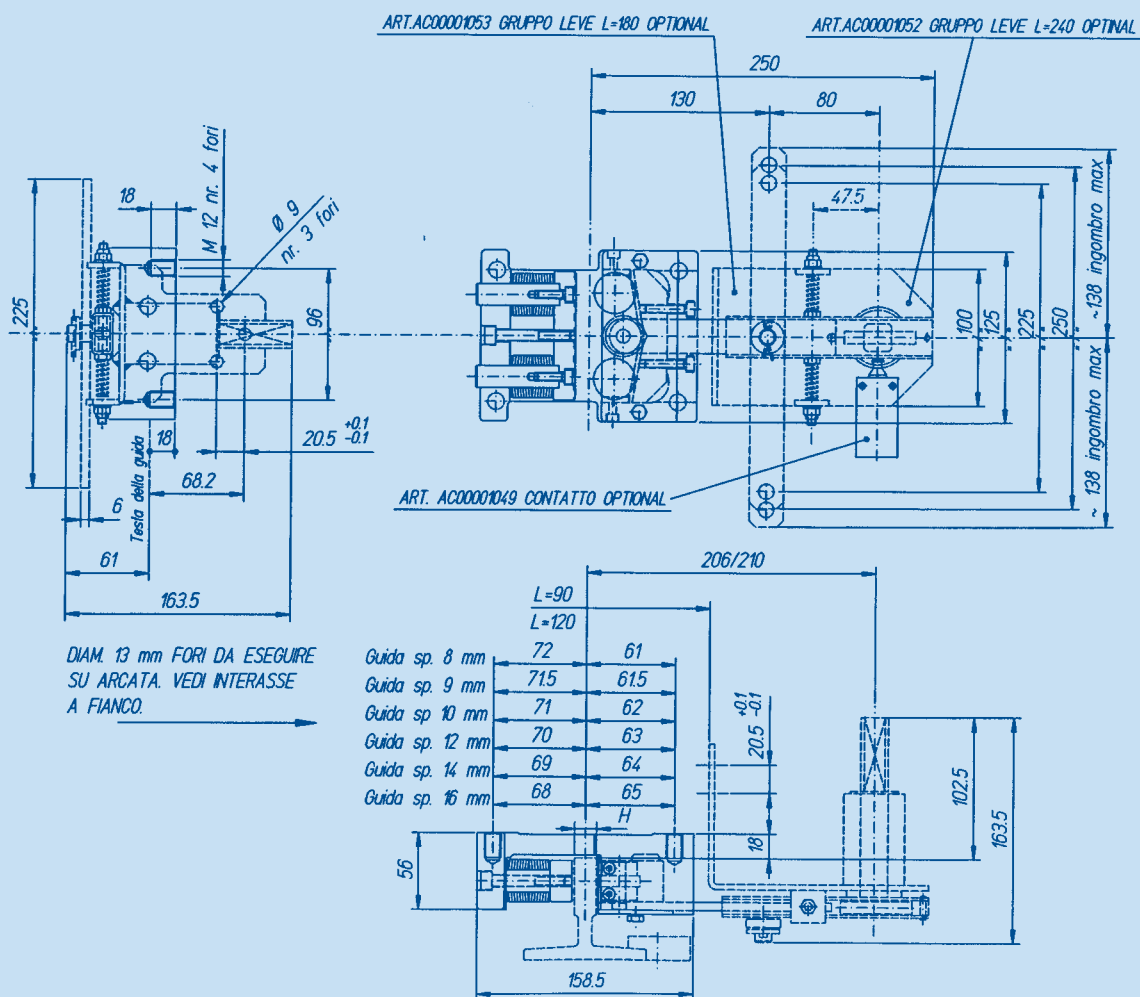 ART.AC00001053 GRUPPO LEVE L=180 OPTIONAL
ART.AC00001052 GRUPPO LEVE L=240 OPTINAL
250
130
80
47.5
100
125
225
250
~138 ingombro max
~ 138 ingombro max
18
M 12 nr. 4 fori
Ø 9
nr. 3 fori
225
96
18
20.5 +0.1 -0.1
Testa della guida
68.2
6
61
163.5
ART. AC00001049 CONTATTO OPTIONAL
206/210
L=90
L=120
DIAM. 13 mm FORI DA ESEGUIRE
SU ARCATA. VEDI INTERASSE
A FIANCO.
Guida sp. 8 mm 72 61
Guida sp. 9 mm 71.5 61.5
Guida sp 10 mm 71 62
Guida sp. 12 mm 70 63
Guida sp. 14 mm 69 64
Guida sp. 16 mm 68 65
H
20.5 +0.1 -0.1
18
102.5
163.5
56
158.5